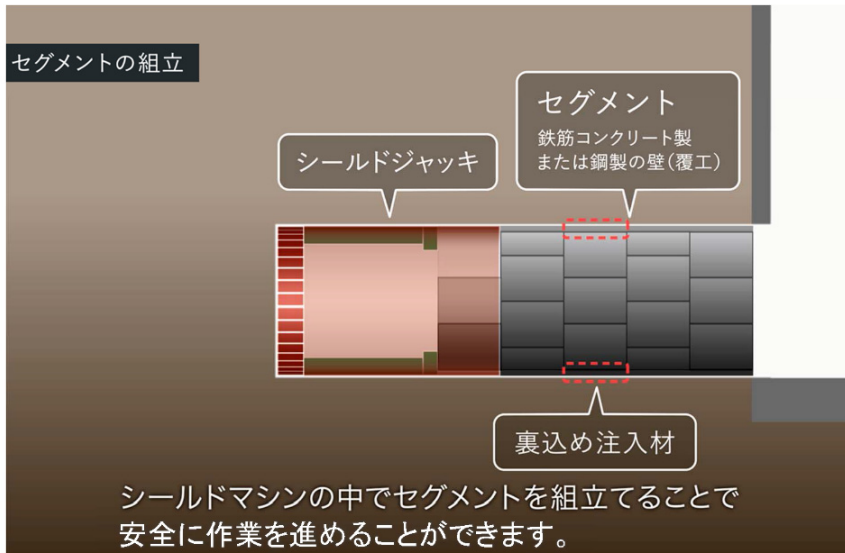 セグメントの組立
セグメント
鉄筋コンクリート製
または鋼製の壁(覆工)
シールドジャッキ
裏込め注入材
シールドマシンの中でセグメントを組立てることで
安全に作業を進めることができます。